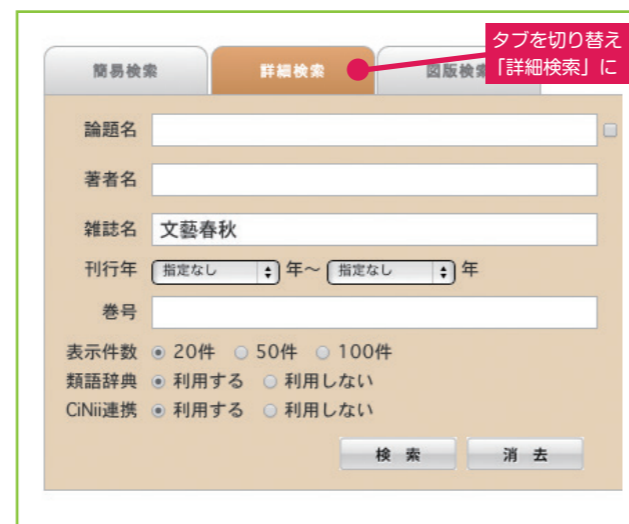 タブを切り替え
「詳細検索」に
簡易検索 詳細検索 図版検索
論題名
著者名
雑誌名 文藝春秋
刊行年 指定なし 年～ 指定なし 年
巻号
表示件数 20件 50件 100件
類語辞典 利用する 利用しない
CiNii連携 利用する 利用しない
検索 消去